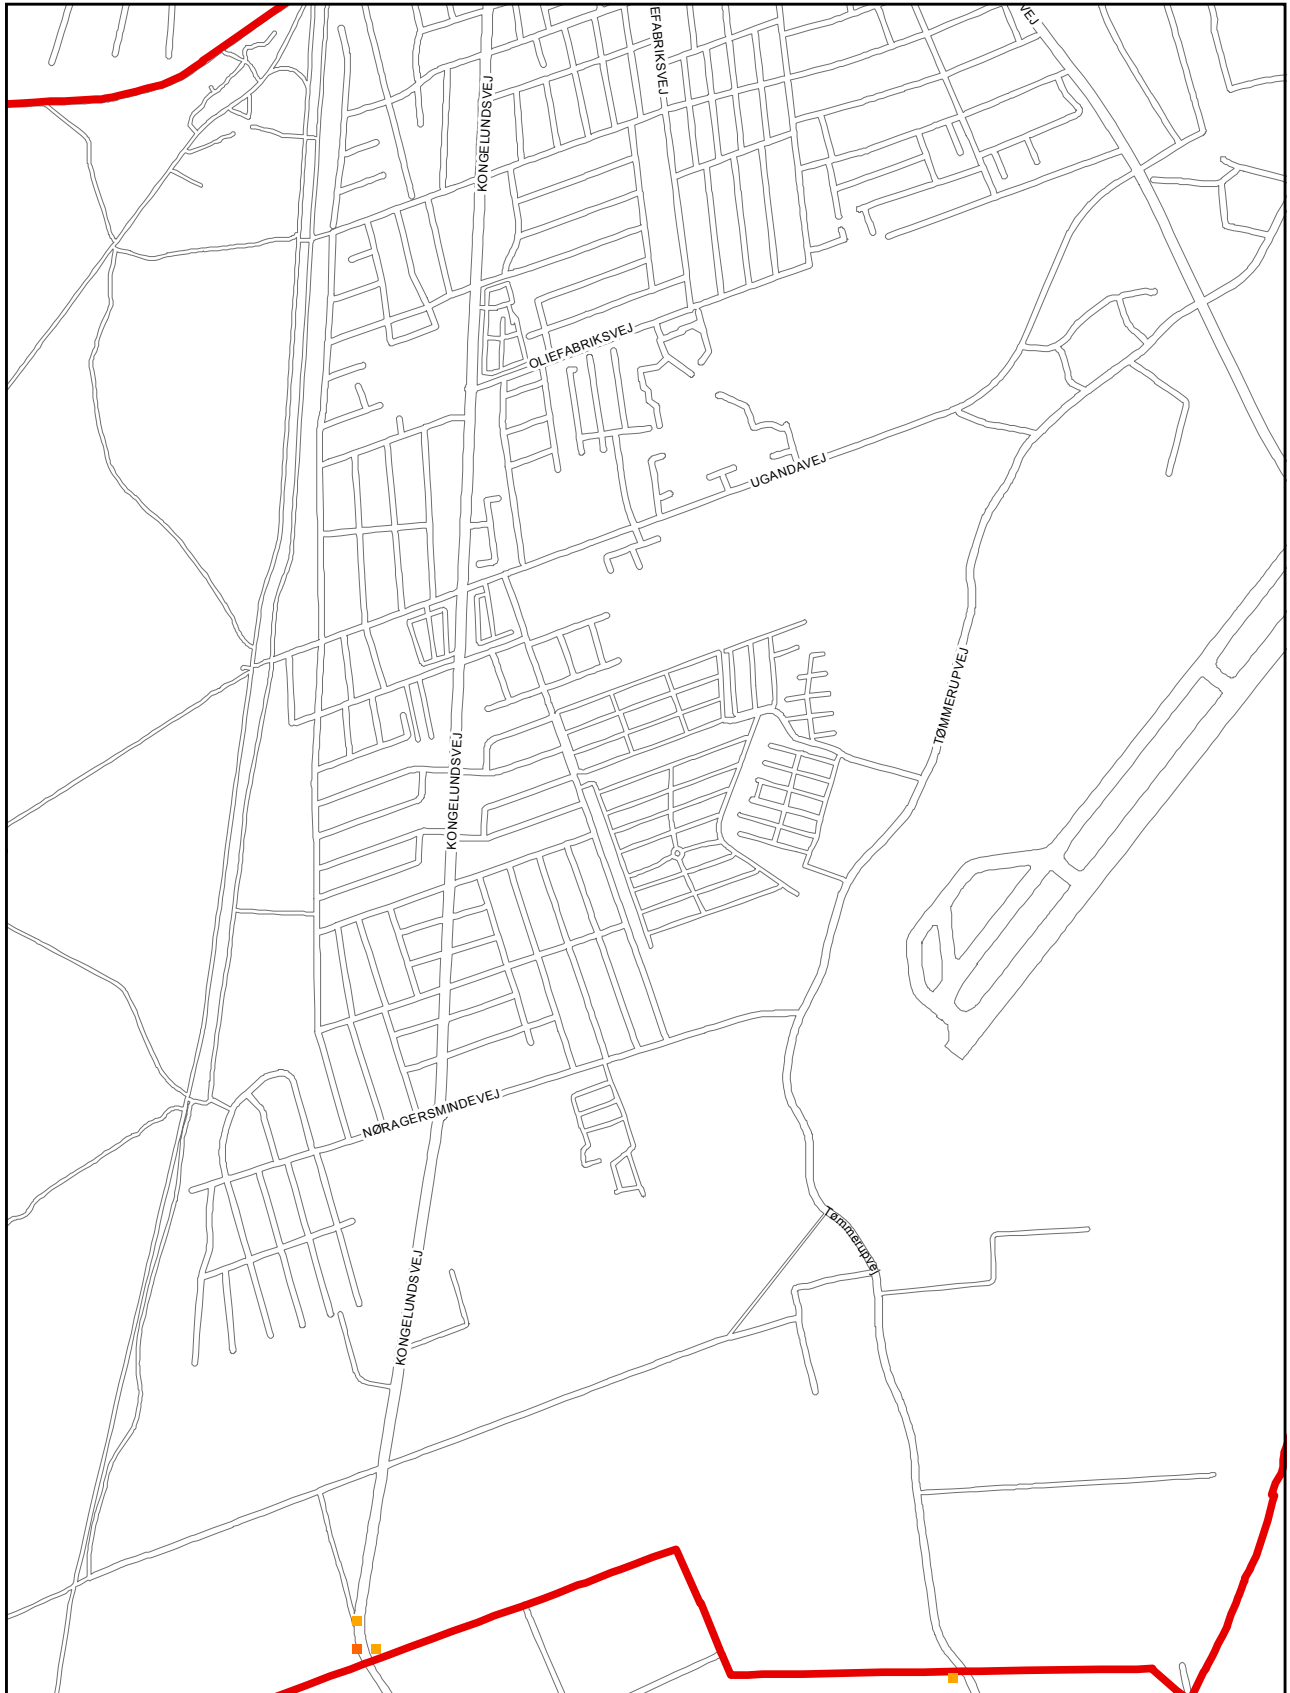 VEJ
EFABRIKSVEJ
KONGELUNDSVEJ
OLIEFABRIKSVEJ
UGANDAVEJ
TØMMERUPVEJ
KONGELUNDSVEJ
NØRAGERSMINDEVEJ
Tømmerupvej
KONGELUNDSVEJ